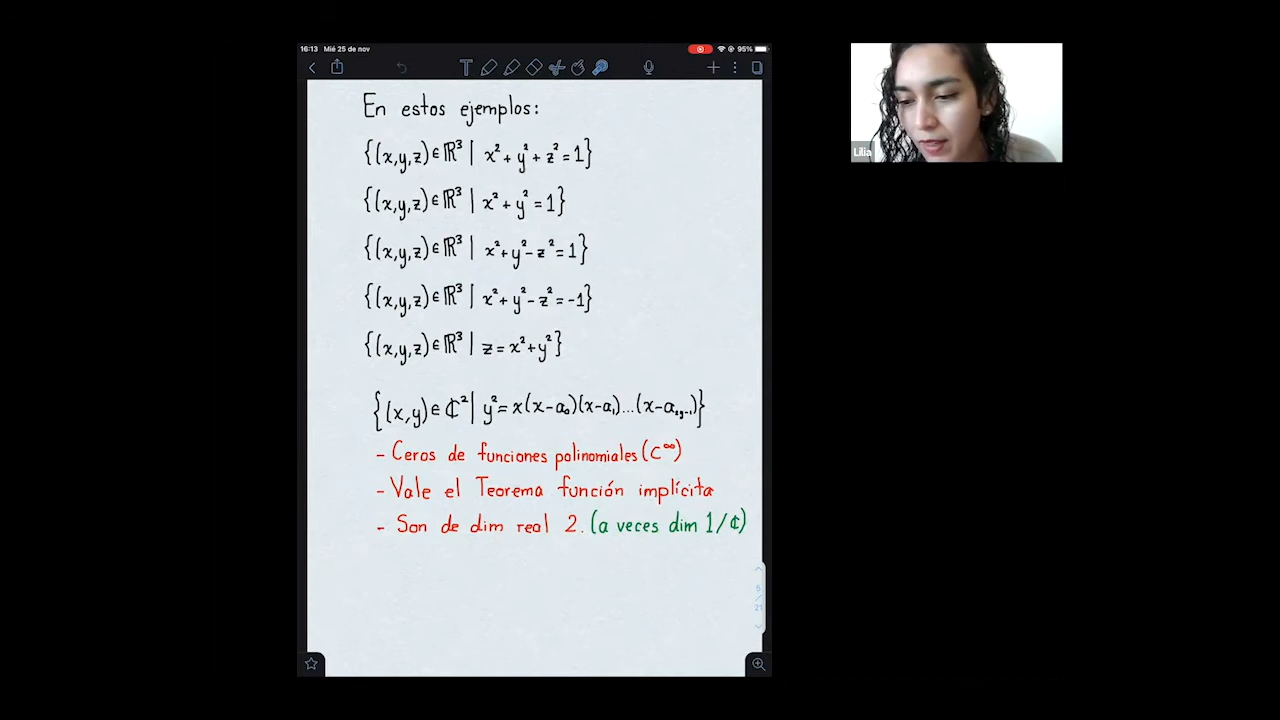 16:13 Mié 25 de nov
95%
En estos ejemplos:
{(x,y,z)∈ℝ³ | x²+y²+z²=1}
{(x,y,z)∈ℝ³ | x²+y²=1}
{(x,y,z)∈ℝ³ | x²+y²-z²=1}
{(x,y,z)∈ℝ³ | x²+y²-z²=-1}
{(x,y,z)∈ℝ³ | z=x²+y²}
{(x,y)∈ℂ² | y²=x(x-a₀)(x-a₁)...(x-a₂g₋₁)}
- Ceros de funciones polinomiales (C^∞)
- Vale el Teorema función implícita
- Son de dim real 2. (a veces dim 1/ℂ)
5
/
21
Lilia